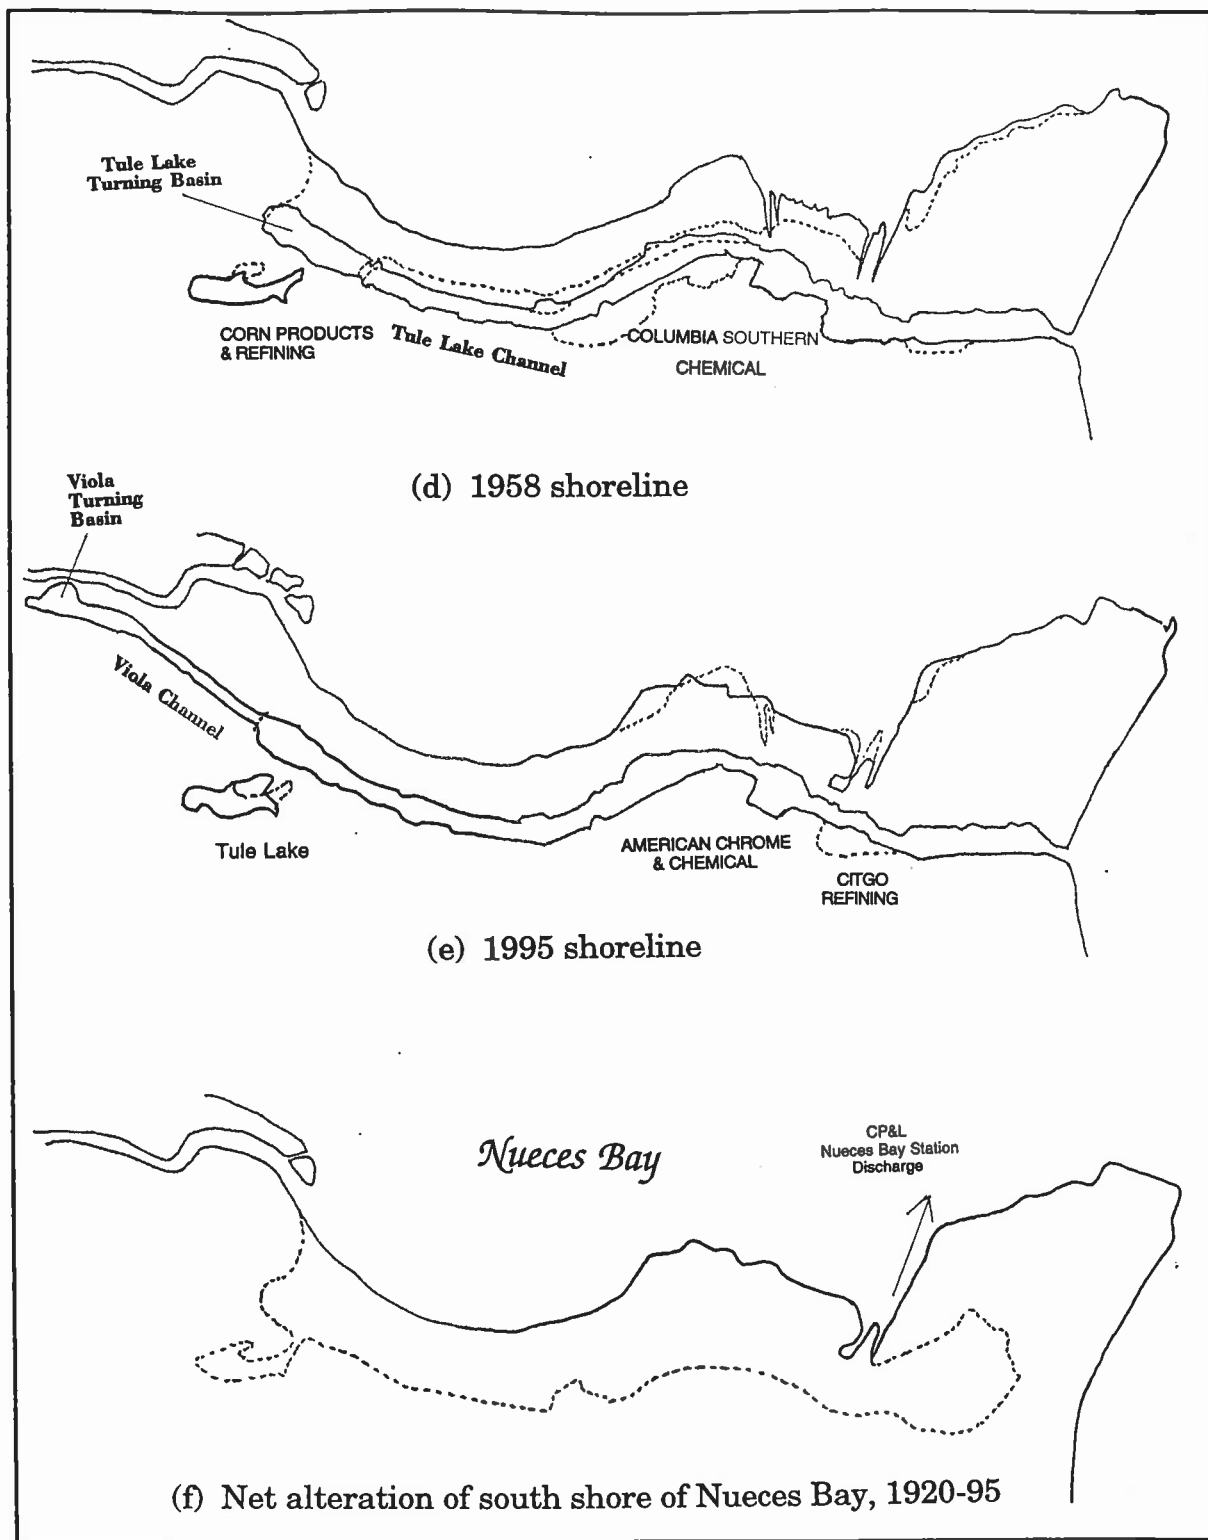 Tule Lake
Turning Basin
CORN PRODUCTS
& REFINING
Tule Lake Channel
COLUMBIA SOUTHERN
CHEMICAL
(d) 1958 shoreline
Viola
Turning
Basin
Viola Channel
Tule Lake
AMERICAN CHROME
& CHEMICAL
CITGO
REFINING
(e) 1995 shoreline
Nueces Bay
CP&L
Nueces Bay Station
Discharge
(f) Net alteration of south shore of Nueces Bay, 1920-95